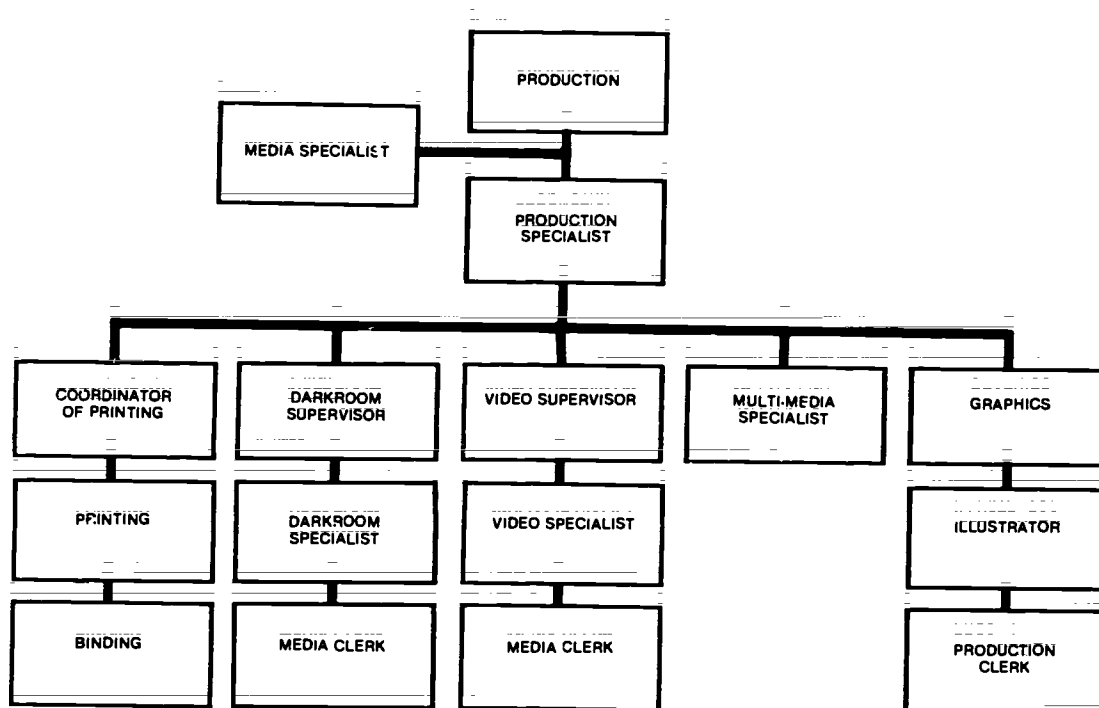 PRODUCTION
MEDIA SPECIALIST
PRODUCTION
SPECIALIST
COORDINATOR
OF PRINTING
DARKROOM
SUPERVISOR
VIDEO SUPERVISOR
MULTI-MEDIA
SPECIALIST
GRAPHICS
PRINTING
DARKROOM
SPECIALIST
VIDEO SPECIALIST
ILLUSTRATOR
BINDING
MEDIA CLERK
MEDIA CLERK
PRODUCTION
CLERK